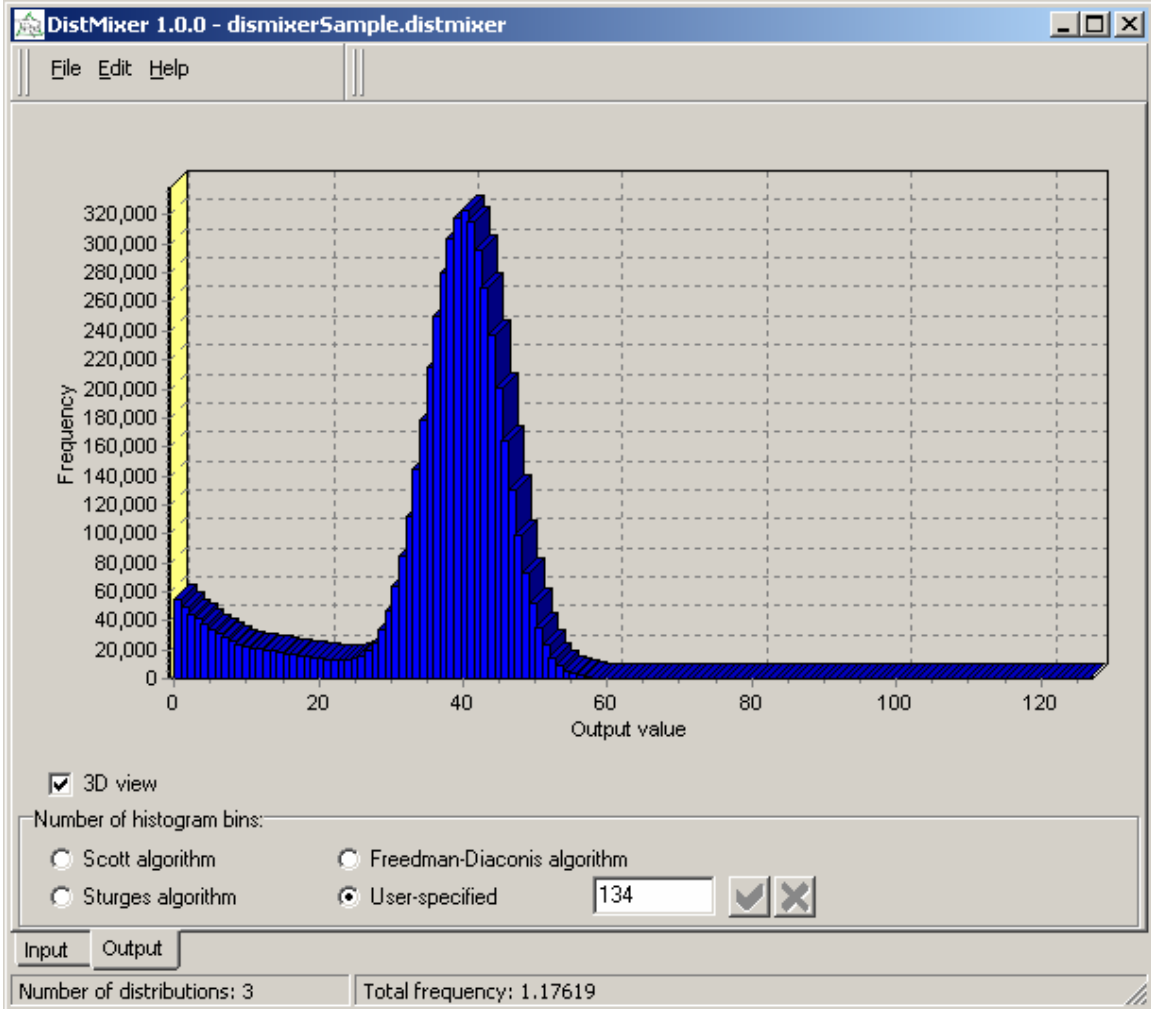 DistMixer 1.0.0 - dismixerSample.distmixer
File Edit Help
Frequency
320,000
300,000
280,000
260,000
240,000
220,000
200,000
180,000
160,000
140,000
120,000
100,000
80,000
60,000
40,000
20,000
0
0 20 40 60 80 100 120
Output value
3D view
Number of histogram bins:
Scott algorithm
Freedman-Diaconis algorithm
Sturges algorithm
User-specified 134
Input Output
Number of distributions: 3
Total frequency: 1.17619